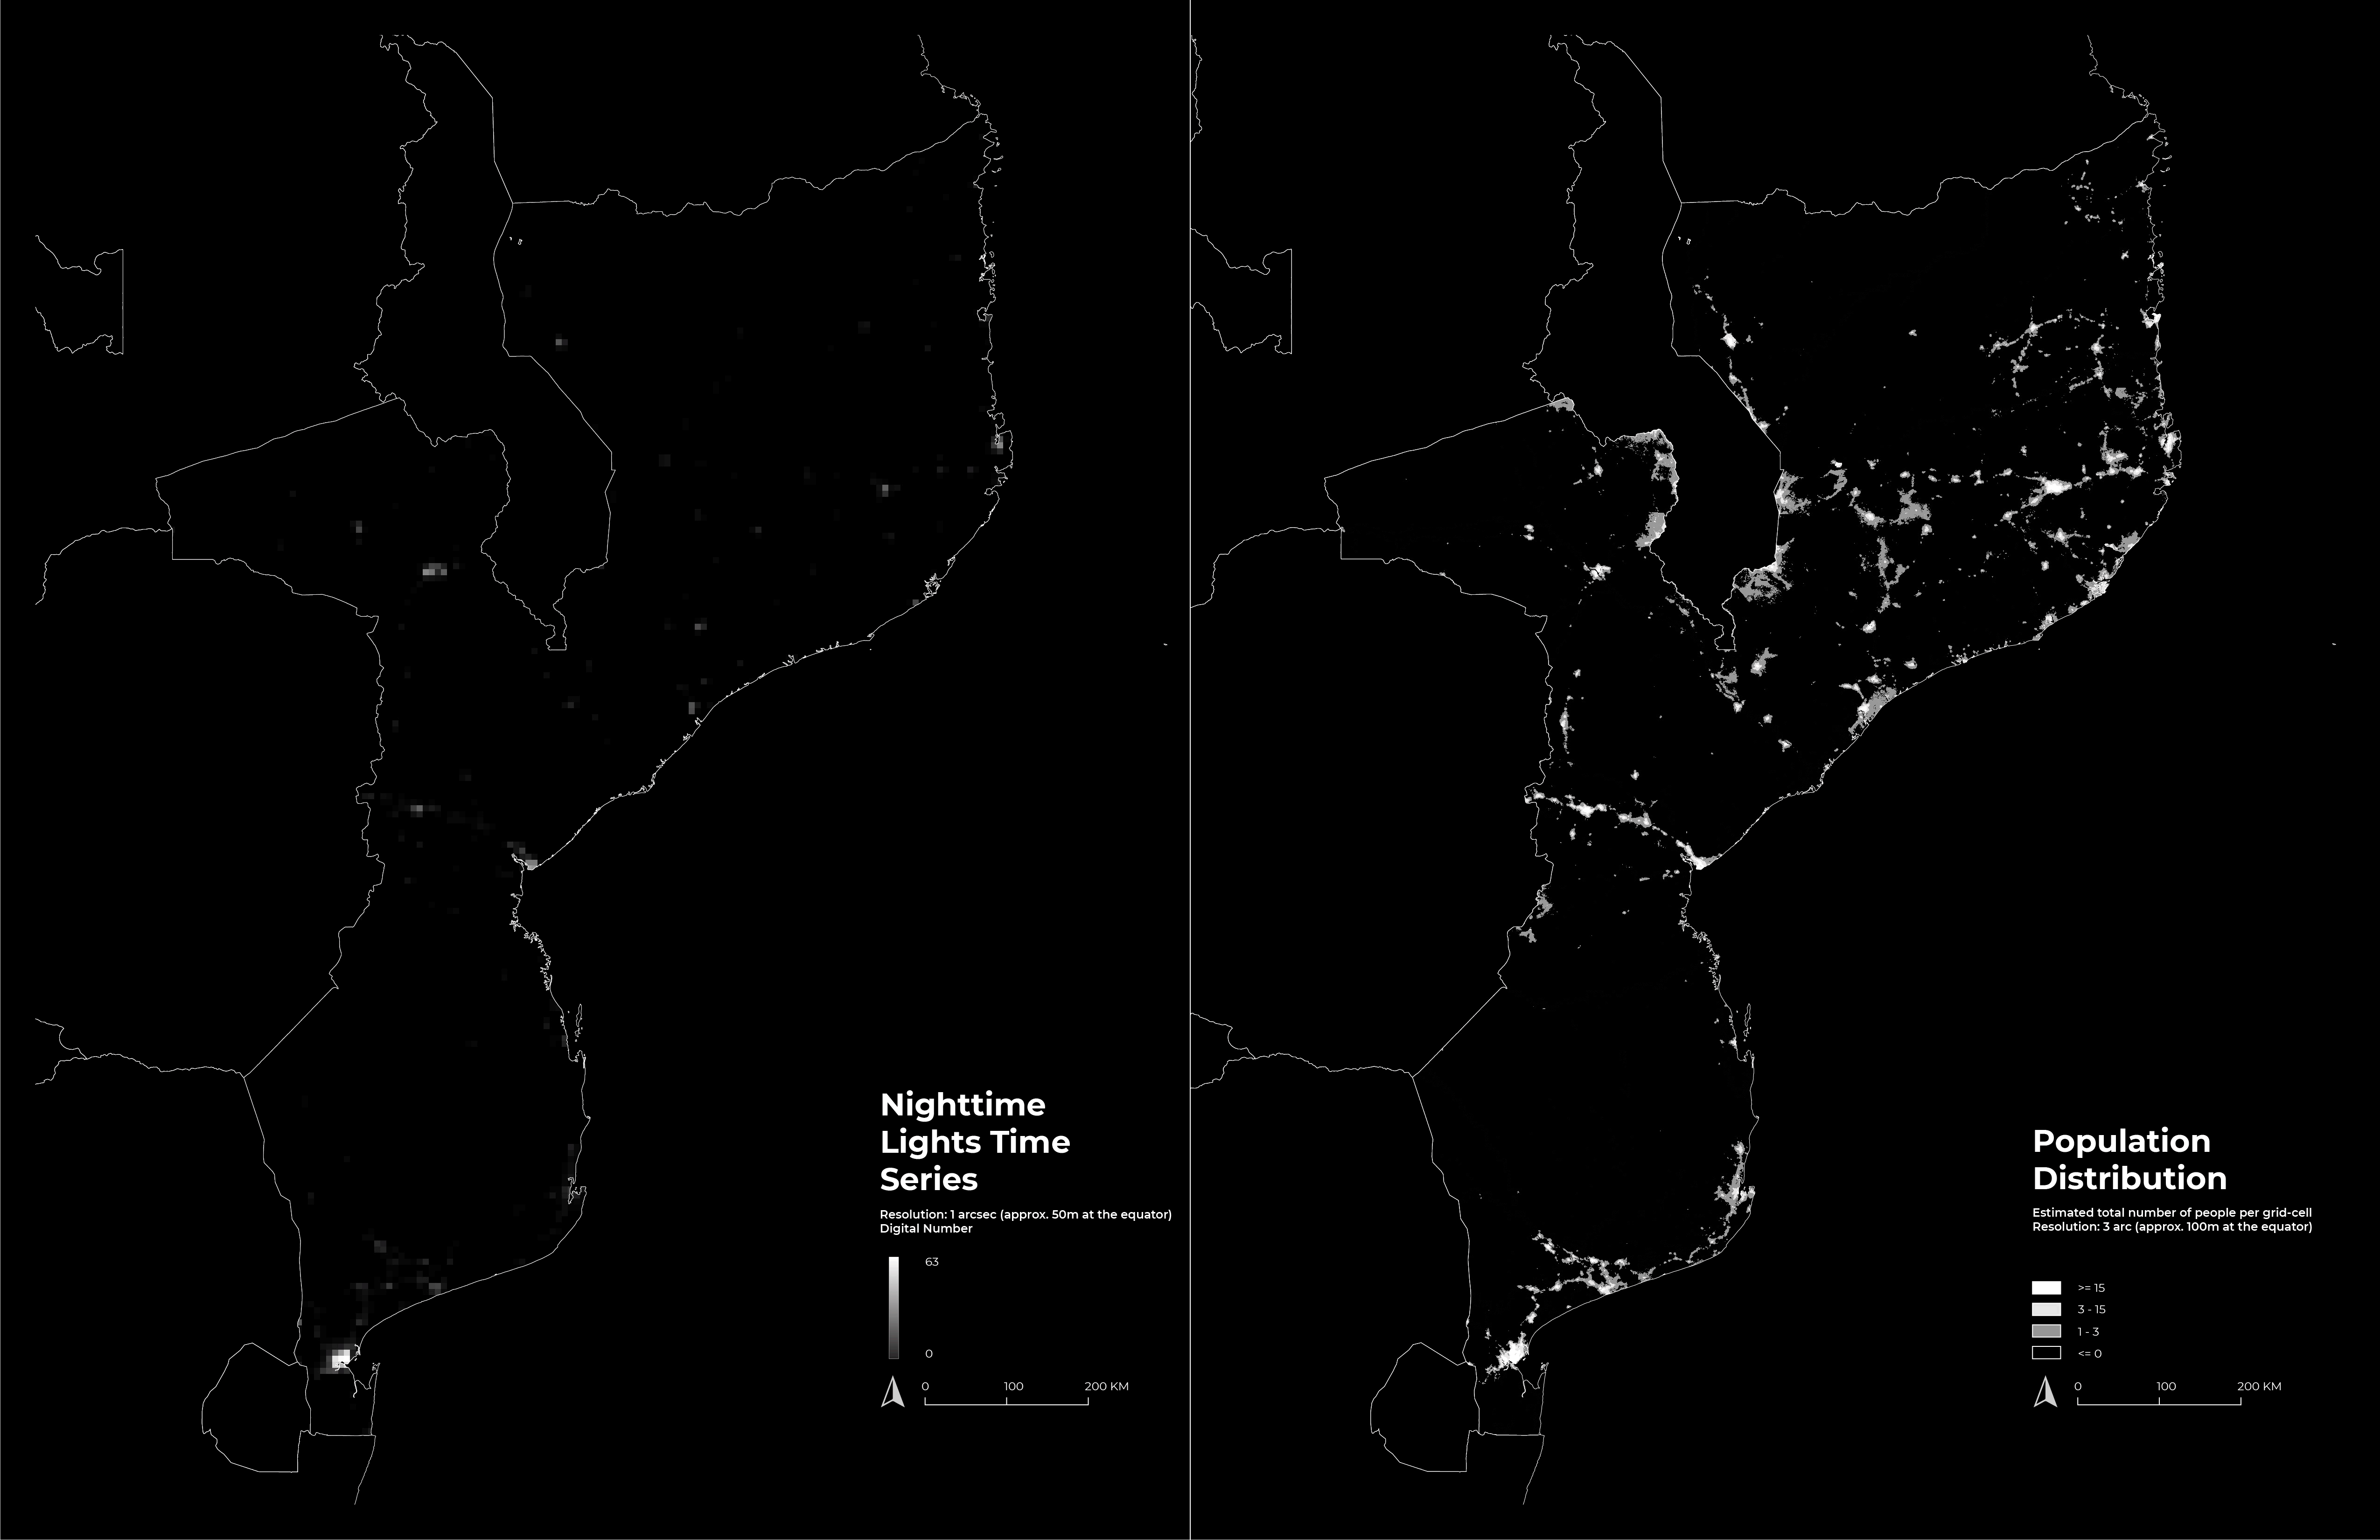 Nighttime
Lights Time
Series
Resolution: 1 arcsec (approx. 50m at the equator)
Digital Number
63
0
0 100 200 KM
Population
Distribution
Estimated total number of people per grid-cell
Resolution: 3 arc (approx. 100m at the equator)
>= 15
3 - 15
1 - 3
<= 0
0 100 200 KM